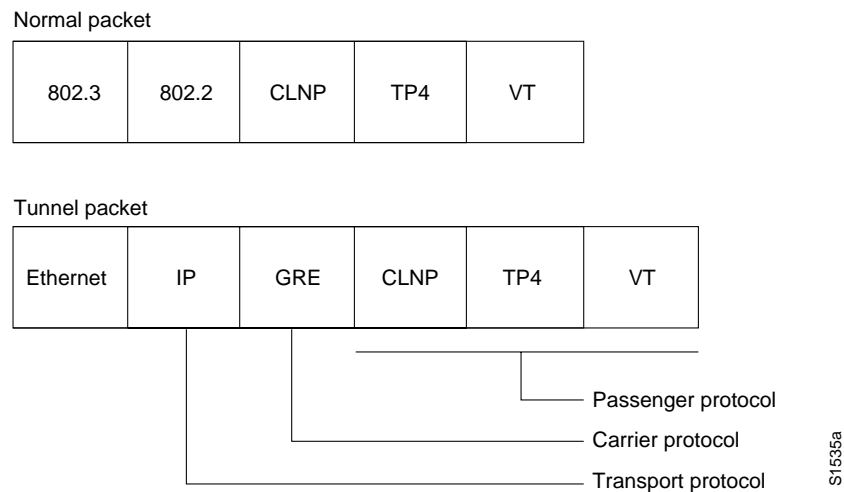 Normal packet
802.3 802.2 CLNP TP4 VT
Tunnel packet
Ethernet IP GRE CLNP TP4 VT
Passenger protocol
Carrier protocol
Transport protocol
S1535a